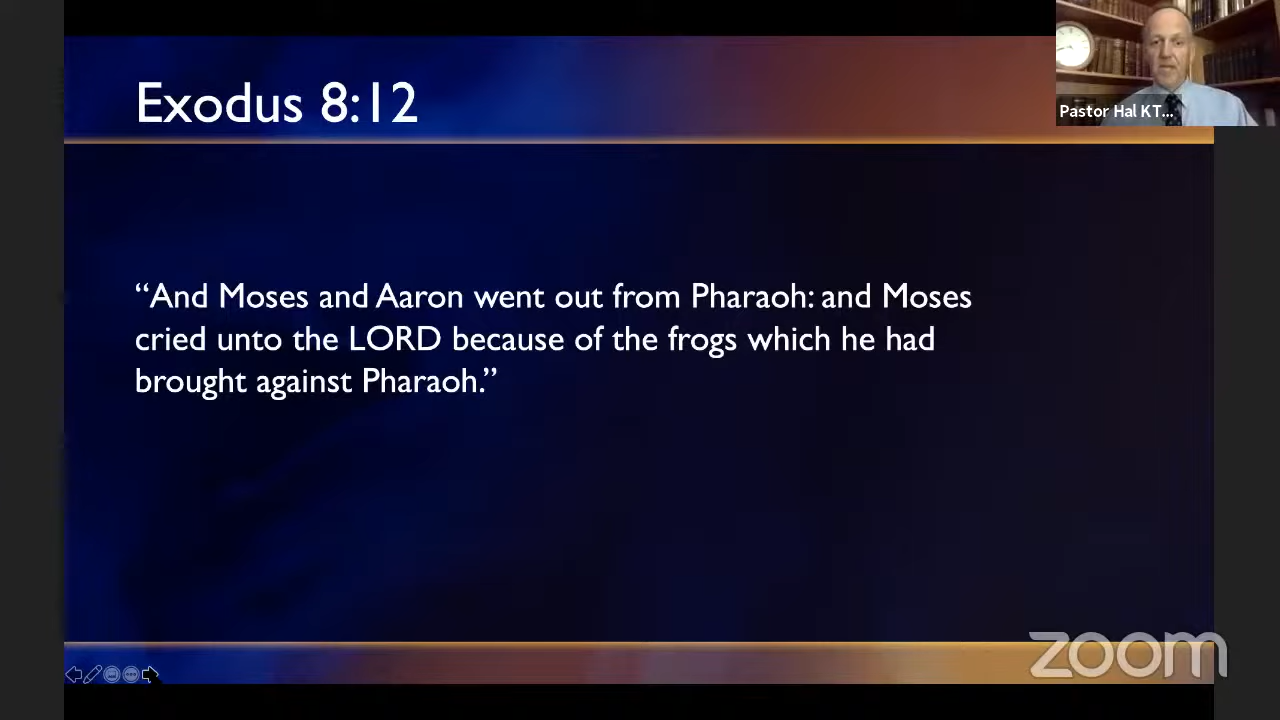 Exodus 8:12
Pastor Hal KT...
“And Moses and Aaron went out from Pharaoh: and Moses
cried unto the LORD because of the frogs which he had
brought against Pharaoh.”
zoom